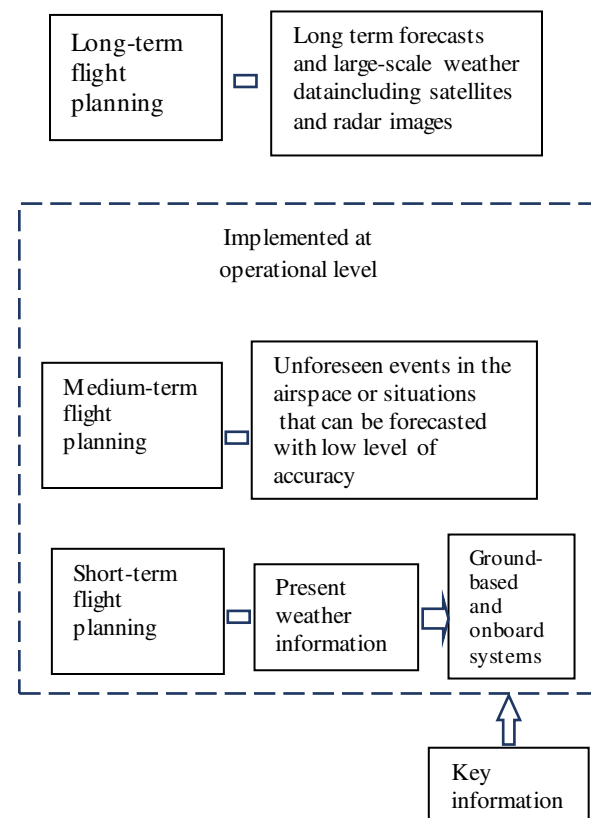 Long-term
flight
planning
Long term forecasts
and large-scale weather
dataincluding satellites
and radar images
Implemented at
operational level
Medium-term
flight
planning
Unforeseen events in the
airspace or situations
that can be forecasted
with low level of
accuracy
Short-term
flight
planning
Present
weather
information
Ground-
based
and
onboard
systems
Key
information